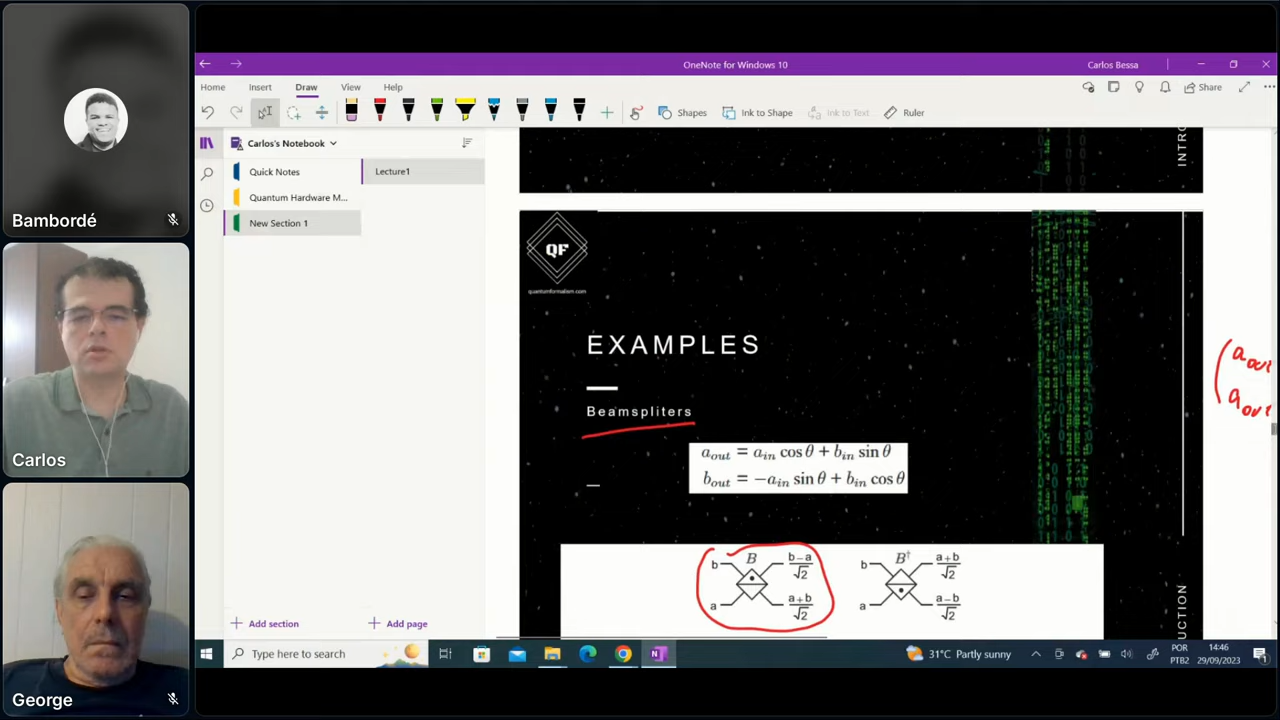 OneNote for Windows 10
Carlos Bessa
Home Insert Draw View Help
Share
Shapes Ink to Shape Ink to Text Ruler
Carlos's Notebook
Quick Notes
Quantum Hardware M...
New Section 1
Lecture1
INTRO
QF
quantumformalism.com
EXAMPLES
Beamspliters
a_out = a_in cos θ + b_in sin θ
b_out = −a_in sin θ + b_in cos θ
b B b−a/√2
a a+b/√2
b B† a+b/√2
a a−b/√2
UCTION
a out
a out
Add section
Add page
Bambordé
Carlos
George
Type here to search
31°C Partly sunny
POR
PTB2
14:46
29/09/2023